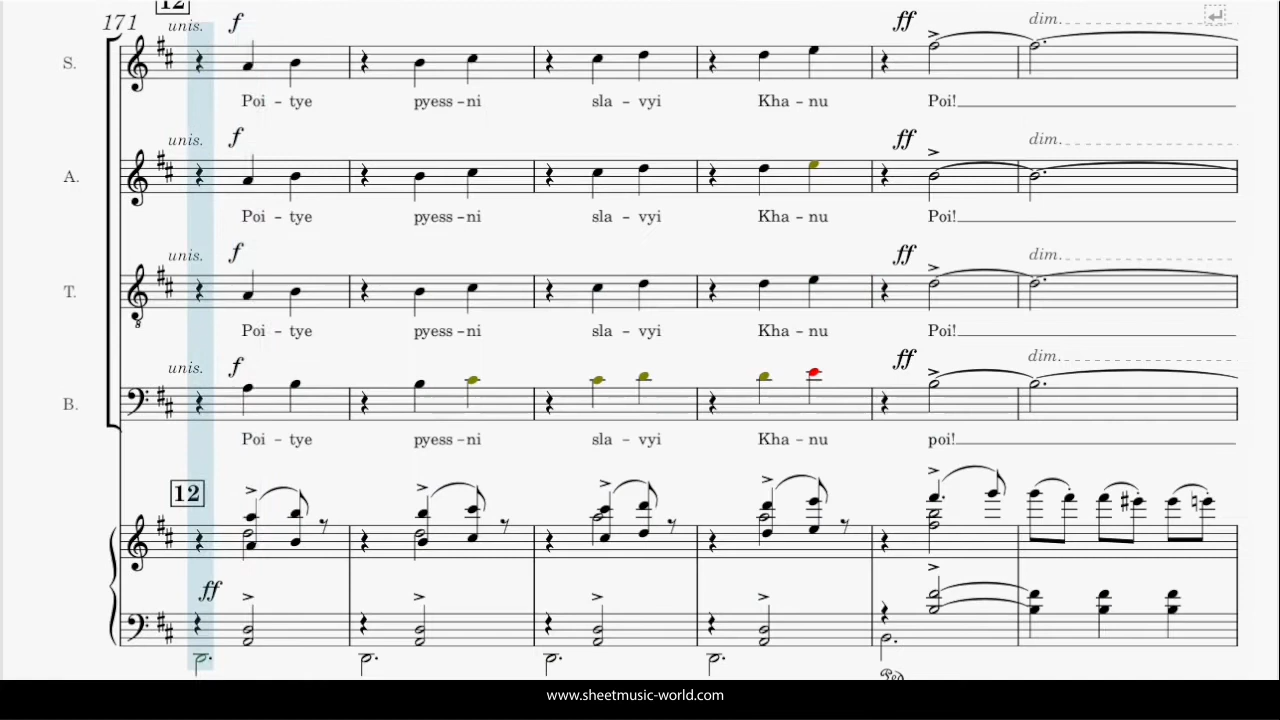 12
171
unis. f ff dim.
S.
Poi - tye pyess - ni sla - vyi Kha - nu Poi!
unis. f ff dim.
A.
Poi - tye pyess - ni sla - vyi Kha - nu Poi!
unis. f ff dim.
T.
8
Poi - tye pyess - ni sla - vyi Kha - nu Poi!
unis. f ff dim.
B.
Poi - tye pyess - ni sla - vyi Kha - nu poi!
12
ff
Ped.
www.sheetmusic-world.com